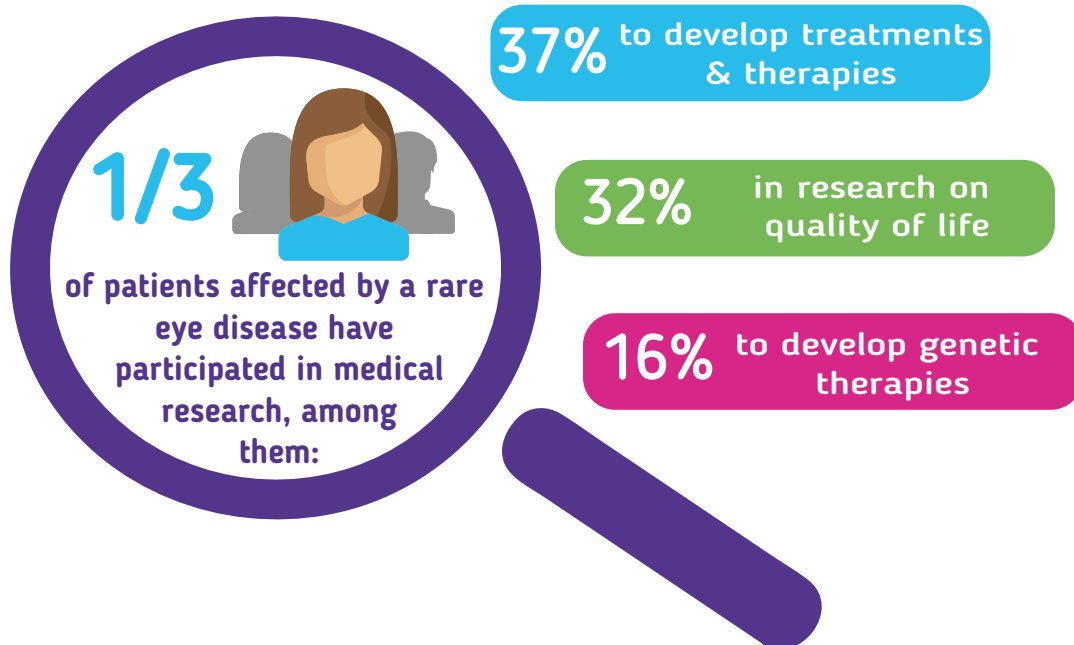 1/3
of patients affected by a rare
eye disease have
participated in medical
research, among
them:
37% to develop treatments
& therapies
32% in research on
quality of life
16% to develop genetic
therapies